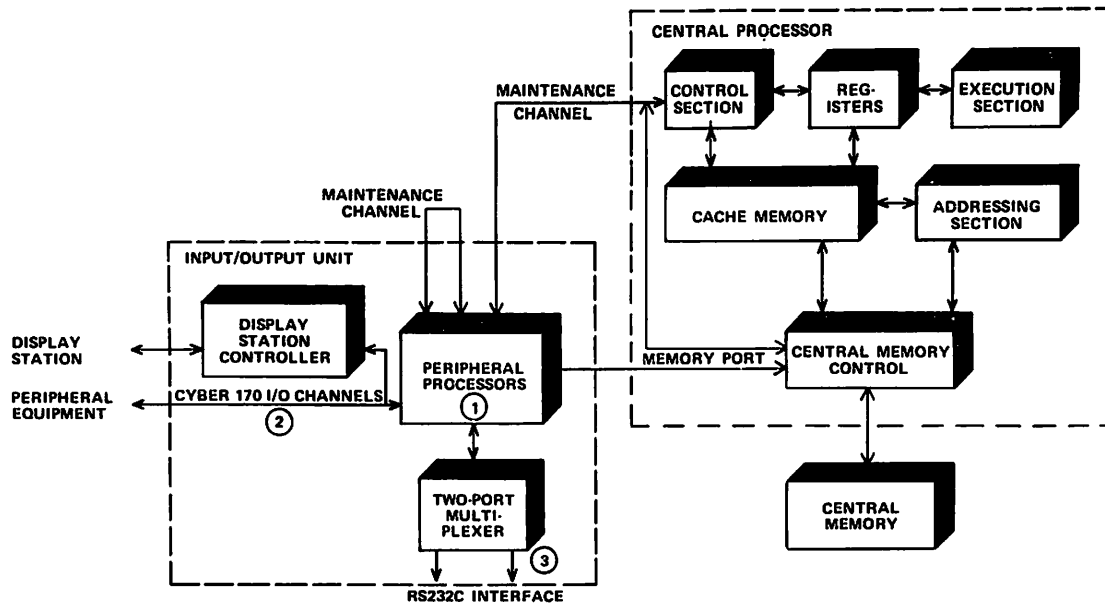 CENTRAL PROCESSOR
CONTROL
SECTION
REG-
ISTERS
EXECUTION
SECTION
MAINTENANCE
CHANNEL
CACHE MEMORY
ADDRESSING
SECTION
MAINTENANCE
CHANNEL
INPUT/OUTPUT UNIT
DISPLAY
STATION
CONTROLLER
DISPLAY
STATION
PERIPHERAL
PROCESSORS
1
MEMORY PORT
CENTRAL MEMORY
CONTROL
PERIPHERAL
EQUIPMENT
CYBER 170 I/O CHANNELS
2
TWO-PORT
MULTI-
PLEXER
3
CENTRAL
MEMORY
RS232C INTERFACE